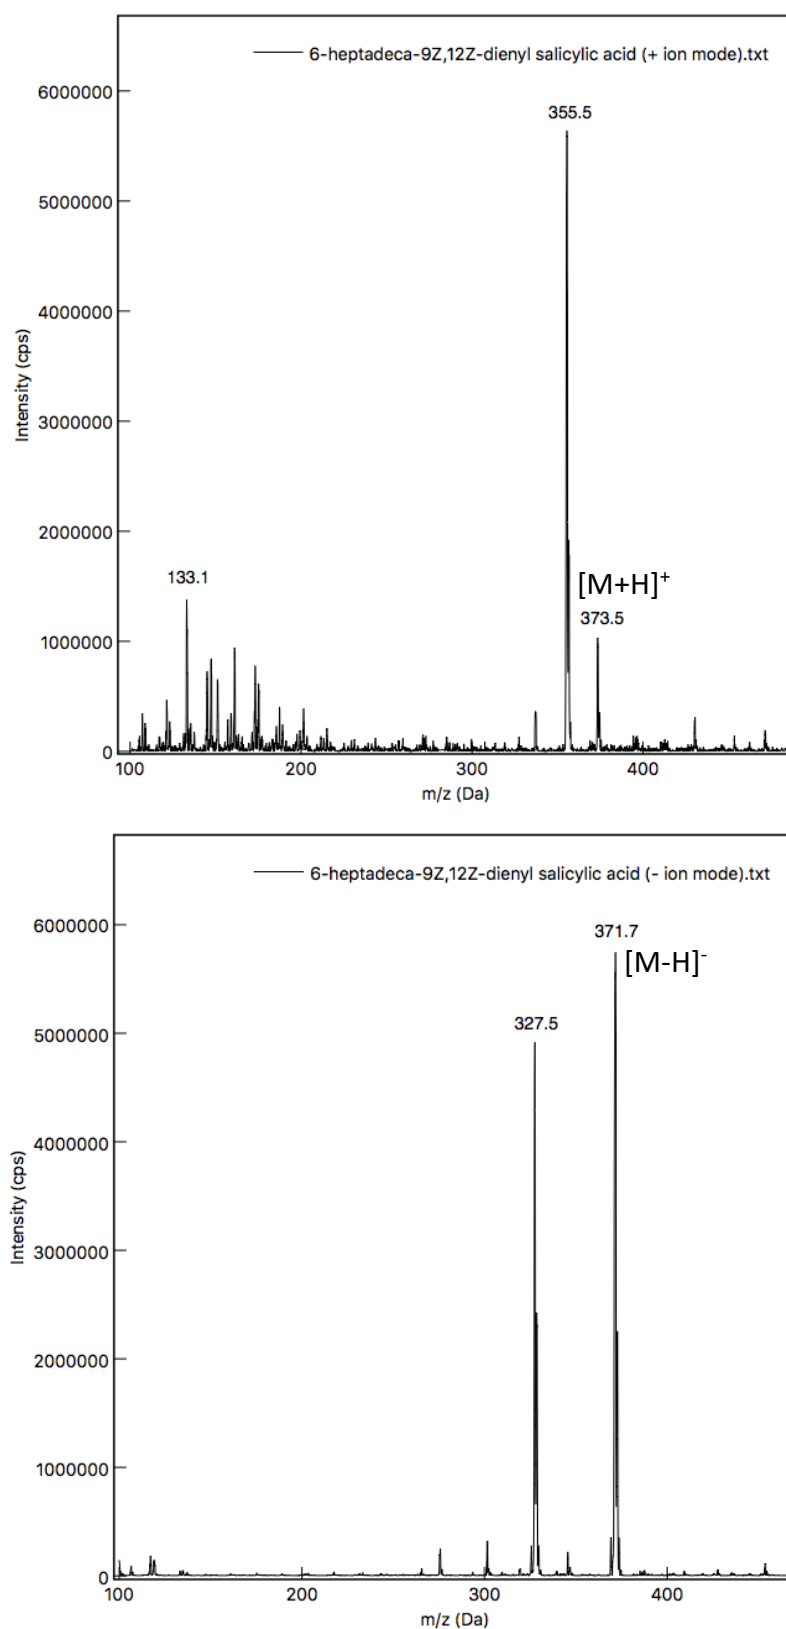 6-heptadeca-9Z,12Z-dienyl salicylic acid (+ ion mode).txt
6000000
355.5
5000000
4000000
Intensity (cps)
3000000
2000000
133.1
[M+H]+
373.5
1000000
0
100 200 300 400
m/z (Da)
6-heptadeca-9Z,12Z-dienyl salicylic acid (- ion mode).txt
6000000
371.7
[M-H]-
327.5
5000000
4000000
Intensity (cps)
3000000
2000000
1000000
0
100 200 300 400
m/z (Da)